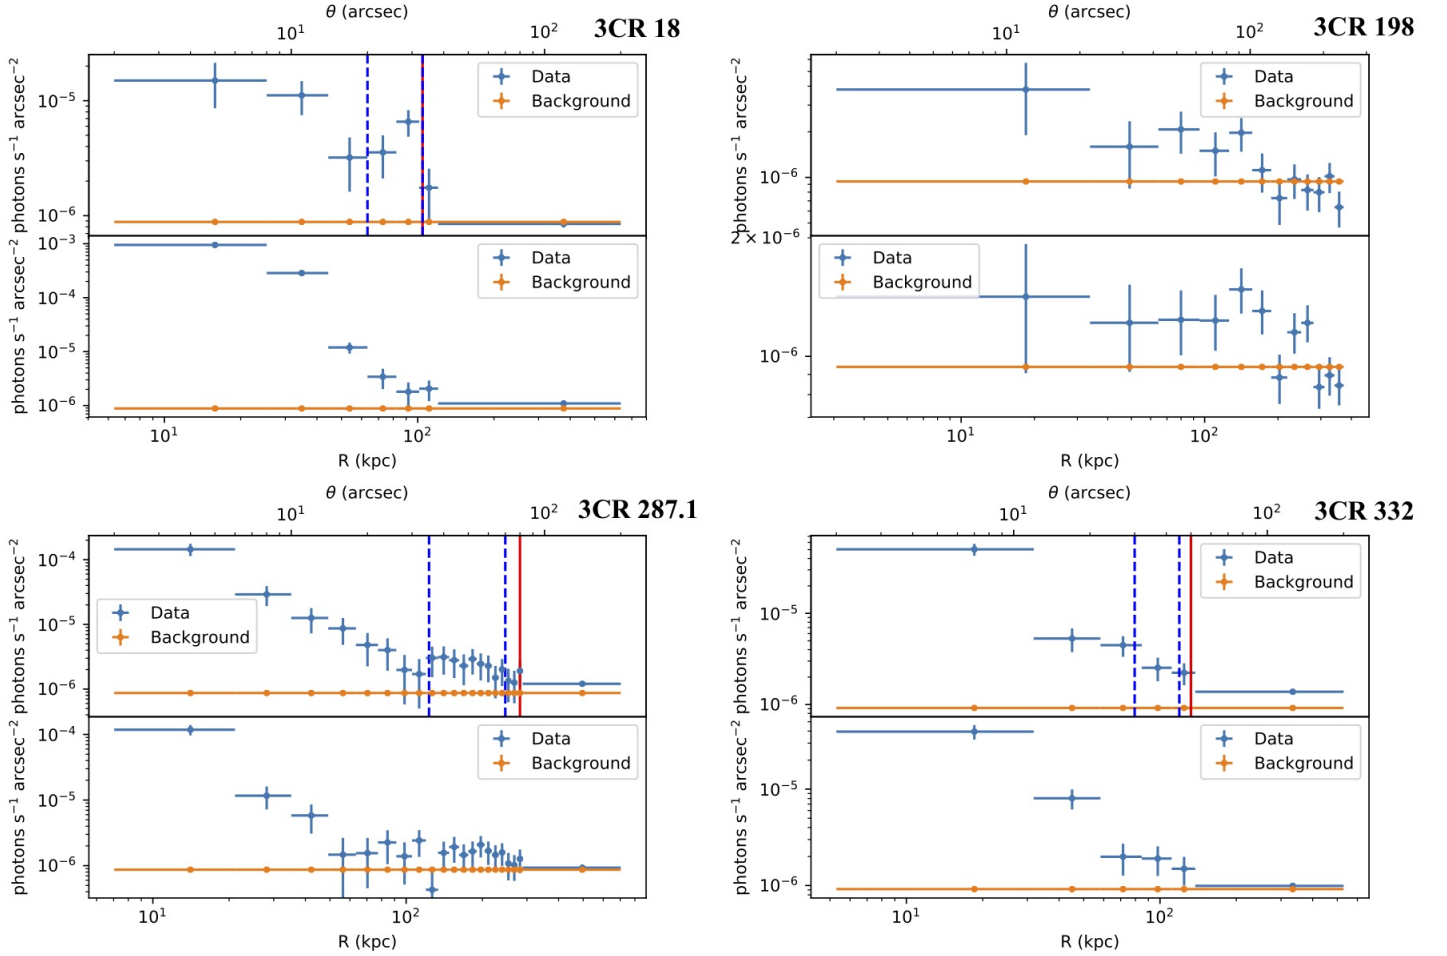 θ (arcsec)
10¹ 10² 3CR 18
photons s⁻¹ arcsec⁻²
10⁻⁵
10⁻⁶
Data
Background
photons s⁻¹ arcsec⁻²
10⁻³
10⁻⁴
10⁻⁵
10⁻⁶
Data
Background
10¹ 10²
R (kpc)
θ (arcsec)
10¹ 10² 3CR 198
photons s⁻¹ arcsec⁻²
10⁻⁶
Data
Background
2 × 10⁻⁶
10⁻⁶
Data
Background
10¹ 10²
R (kpc)
θ (arcsec)
10¹ 10² 3CR 287.1
photons s⁻¹ arcsec⁻²
10⁻⁴
10⁻⁵
10⁻⁶
Data
Background
photons s⁻¹ arcsec⁻²
10⁻⁴
10⁻⁵
10⁻⁶
Data
Background
10¹ 10²
R (kpc)
θ (arcsec)
10¹ 10² 3CR 332
photons s⁻¹ arcsec⁻²
10⁻⁵
10⁻⁶
Data
Background
photons s⁻¹ arcsec⁻²
10⁻⁵
10⁻⁶
Data
Background
10¹ 10²
R (kpc)